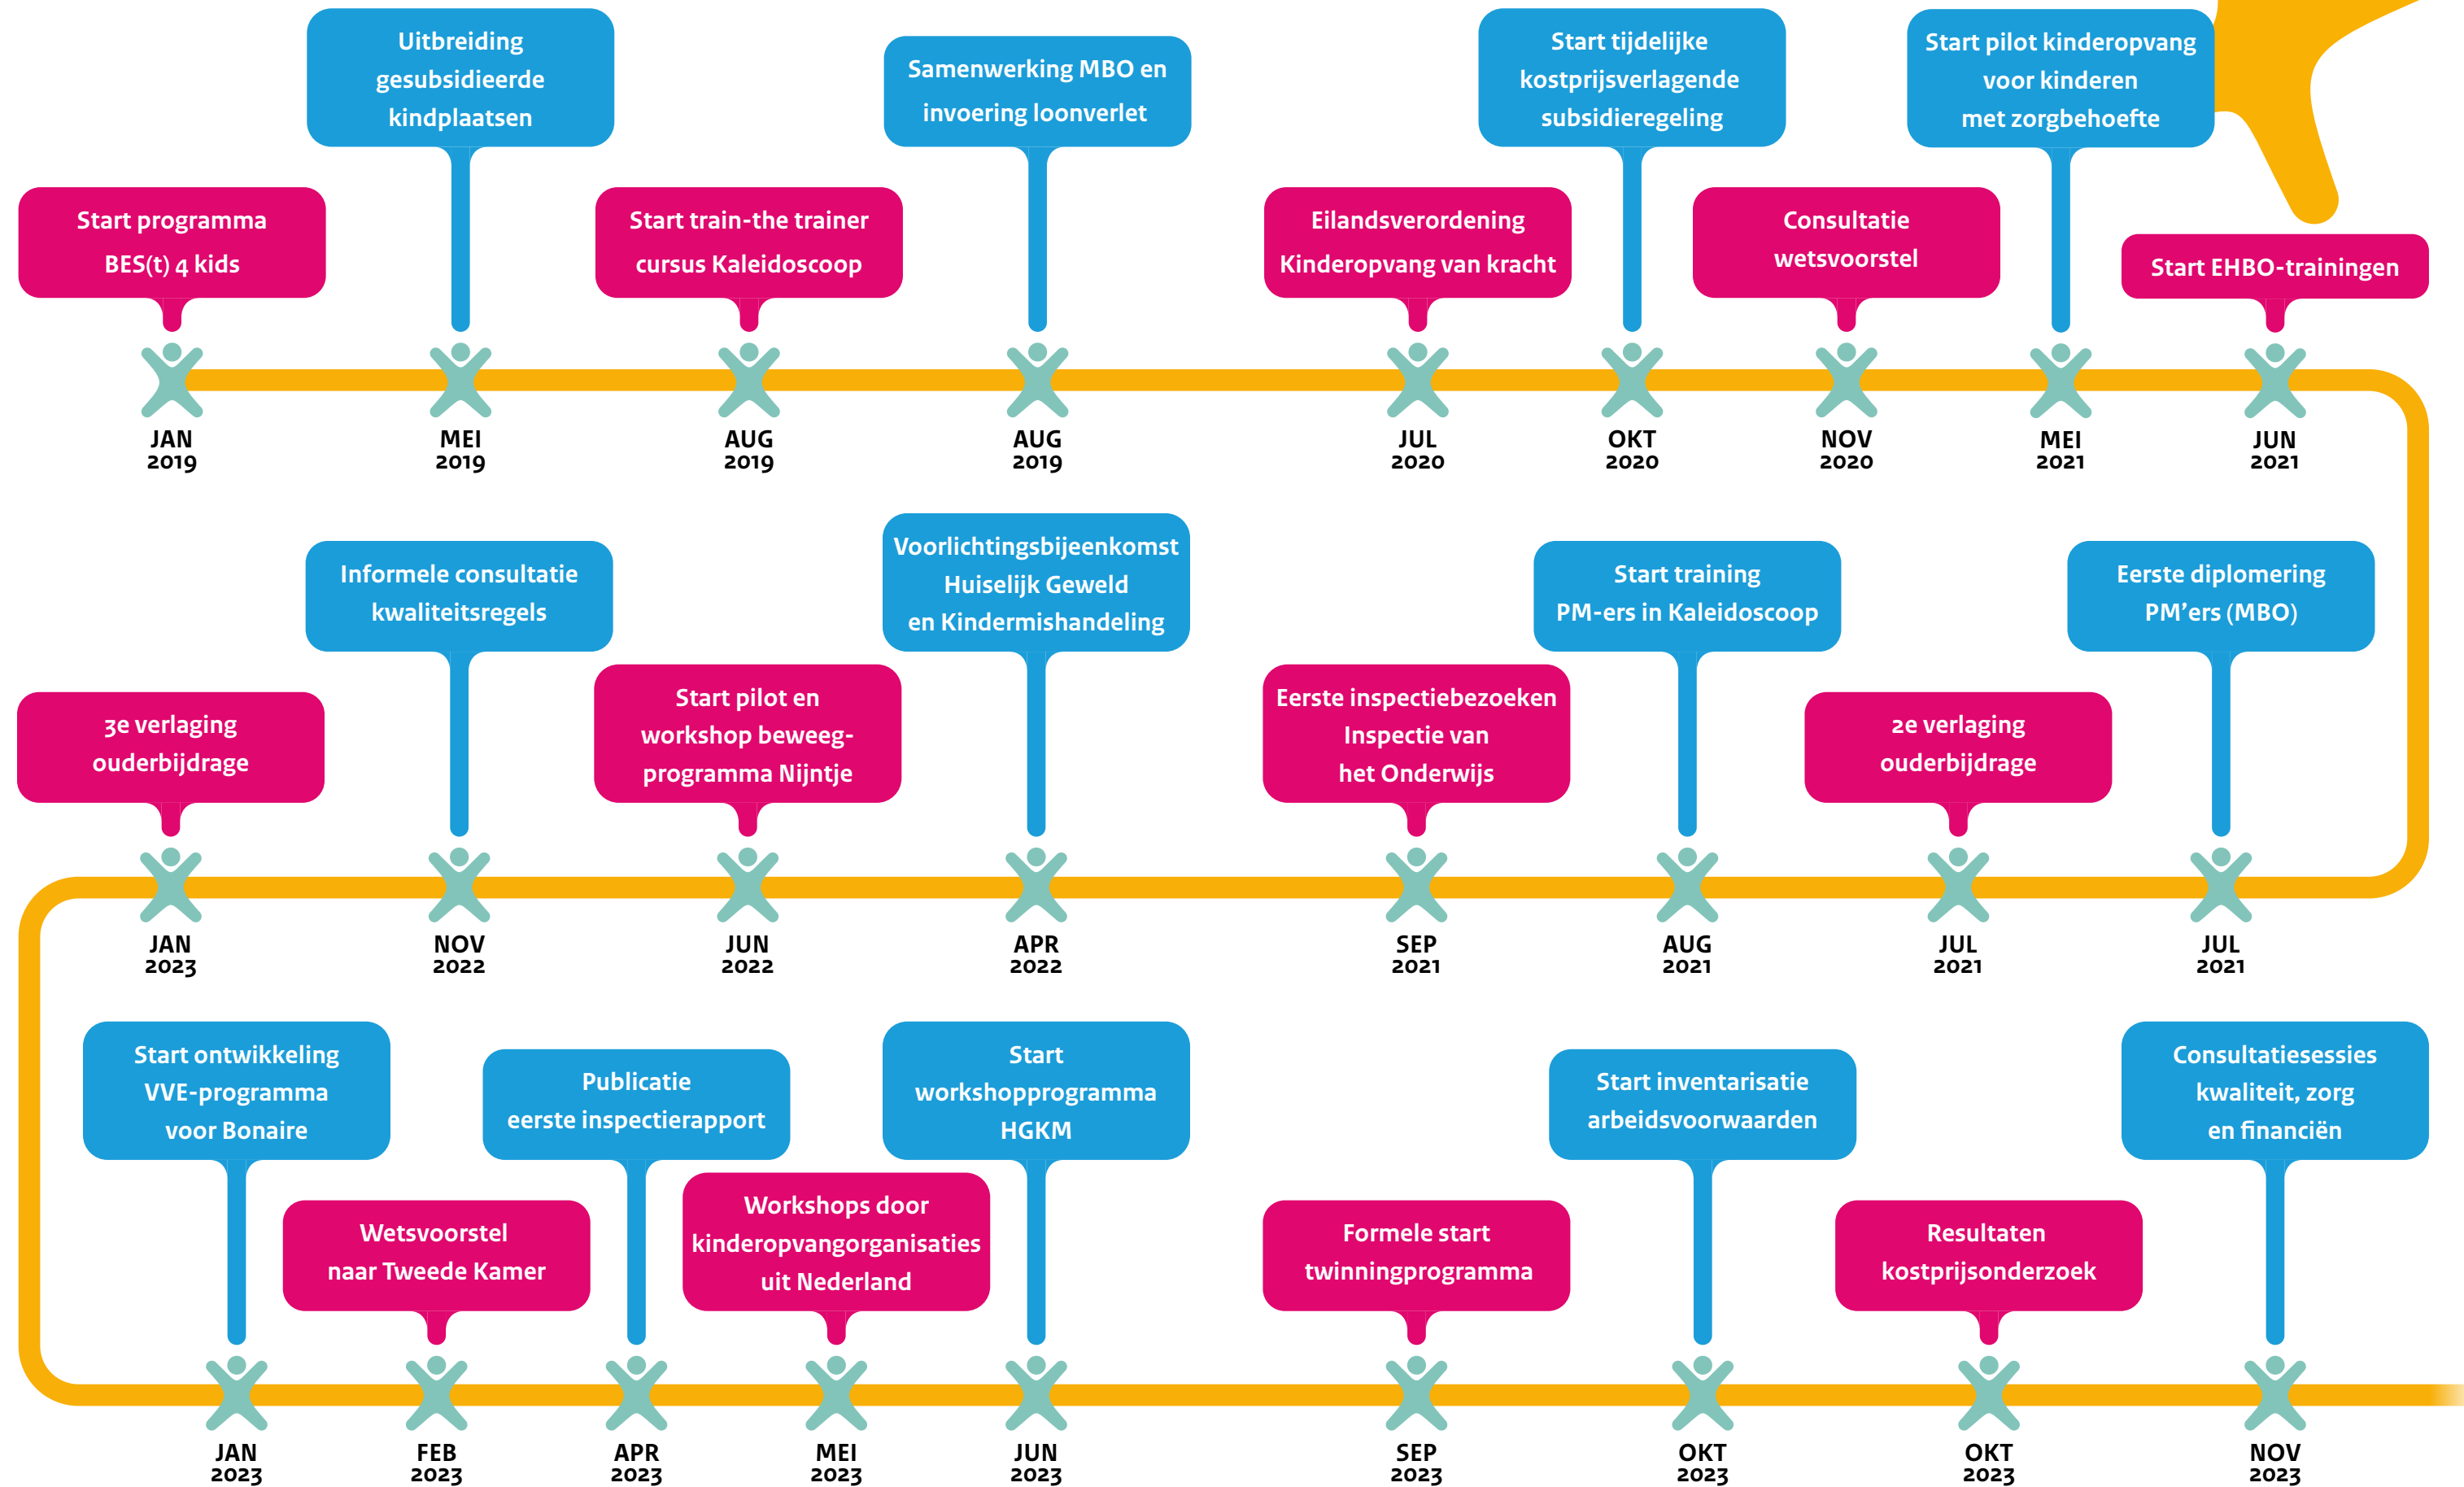 Start programma
BES(t) 4 kids
JAN
2019
Uitbreiding
gesubsidieerde
kindplaatsen
MEI
2019
Start train-the trainer
cursus Kaleidoscoop
AUG
2019
Samenwerking MBO en
invoering loonverlet
AUG
2019
Eilandsverordening
Kinderopvang van kracht
JUL
2020
Start tijdelijke
kostprijsverlagende
subsidieregeling
OKT
2020
Consultatie
wetsvoorstel
NOV
2020
Start pilot kinderopvang
voor kinderen
met zorgbehoefte
MEI
2021
Start EHBO-trainingen
JUN
2021
Eerste diplomering
PM’ers (MBO)
JUL
2021
2e verlaging
ouderbijdrage
JUL
2021
Start training
PM-ers in Kaleidoscoop
AUG
2021
Eerste inspectiebezoeken
Inspectie van
het Onderwijs
SEP
2021
Voorlichtingsbijeenkomst
Huiselijk Geweld
en Kindermishandeling
APR
2022
Start pilot en
workshop beweeg-
programma Nijntje
JUN
2022
Informele consultatie
kwaliteitsregels
NOV
2022
3e verlaging
ouderbijdrage
JAN
2023
Start ontwikkeling
VVE-programma
voor Bonaire
JAN
2023
Wetsvoorstel
naar Tweede Kamer
FEB
2023
Publicatie
eerste inspectierapport
APR
2023
Workshops door
kinderopvangorganisaties
uit Nederland
MEI
2023
Start
workshopprogramma
HGKM
JUN
2023
Formele start
twinningprogramma
SEP
2023
Start inventarisatie
arbeidsvoorwaarden
OKT
2023
Resultaten
kostprijsonderzoek
OKT
2023
Consultatiesessies
kwaliteit, zorg
en financiën
NOV
2023